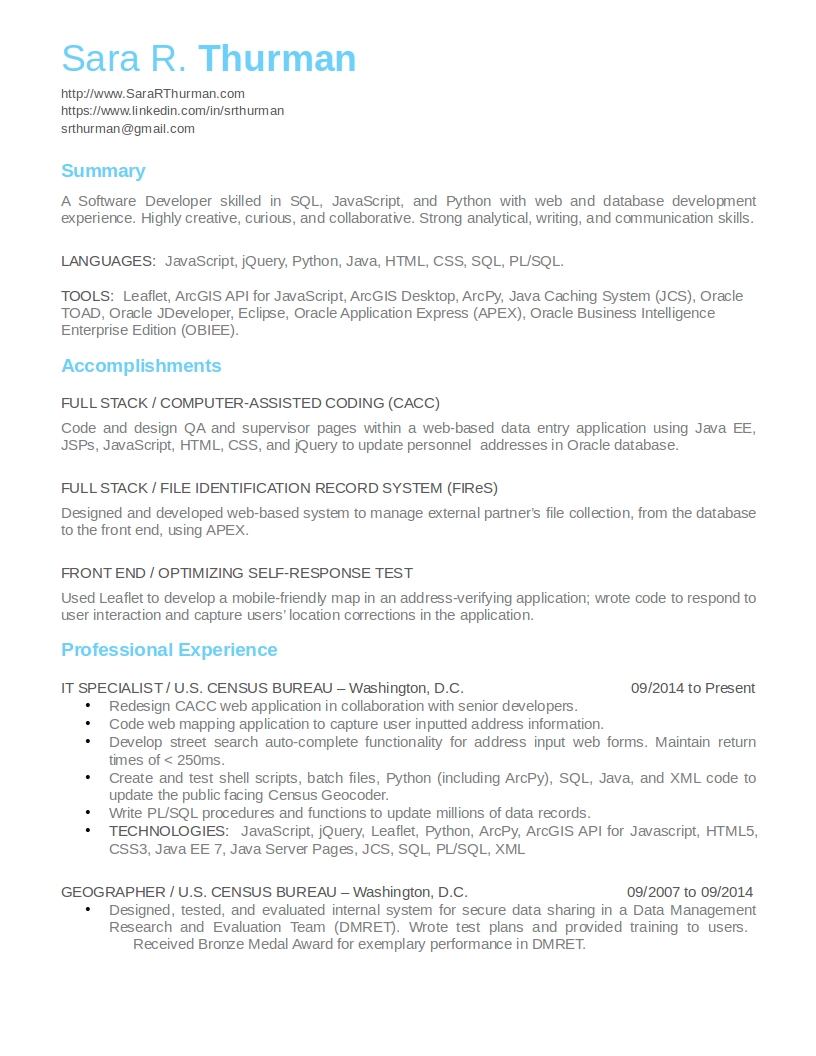 Sara R. Thurman
http://www.SaraRThurman.com
https://www.linkedin.com/in/srthurman
srthurman@gmail.com
Summary
A Software Developer skilled in SQL, JavaScript, and Python with web and database development
experience. Highly creative, curious, and collaborative. Strong analytical, writing, and communication skills.
LANGUAGES: JavaScript, jQuery, Python, Java, HTML, CSS, SQL, PL/SQL.
TOOLS: Leaflet, ArcGIS API for JavaScript, ArcGIS Desktop, ArcPy, Java Caching System (JCS), Oracle
TOAD, Oracle JDeveloper, Eclipse, Oracle Application Express (APEX), Oracle Business Intelligence
Enterprise Edition (OBIEE).
Accomplishments
FULL STACK / COMPUTER-ASSISTED CODING (CACC)
Code and design QA and supervisor pages within a web-based data entry application using Java EE,
JSPs, JavaScript, HTML, CSS, and jQuery to update personnel addresses in Oracle database.
FULL STACK / FILE IDENTIFICATION RECORD SYSTEM (FIReS)
Designed and developed web-based system to manage external partner's file collection, from the database
to the front end, using APEX.
FRONT END / OPTIMIZING SELF-RESPONSE TEST
Used Leaflet to develop a mobile-friendly map in an address-verifying application; wrote code to respond to
user interaction and capture users' location corrections in the application.
Professional Experience
IT SPECIALIST / U.S. CENSUS BUREAU – Washington, D.C. 09/2014 to Present
• Redesign CACC web application in collaboration with senior developers.
• Code web mapping application to capture user inputted address information.
• Develop street search auto-complete functionality for address input web forms. Maintain return
times of < 250ms.
• Create and test shell scripts, batch files, Python (including ArcPy), SQL, Java, and XML code to
update the public facing Census Geocoder.
• Write PL/SQL procedures and functions to update millions of data records.
• TECHNOLOGIES: JavaScript, jQuery, Leaflet, Python, ArcPy, ArcGIS API for Javascript, HTML5,
CSS3, Java EE 7, Java Server Pages, JCS, SQL, PL/SQL, XML
GEOGRAPHER / U.S. CENSUS BUREAU – Washington, D.C. 09/2007 to 09/2014
• Designed, tested, and evaluated internal system for secure data sharing in a Data Management
Research and Evaluation Team (DMRET). Wrote test plans and provided training to users.
Received Bronze Medal Award for exemplary performance in DMRET.